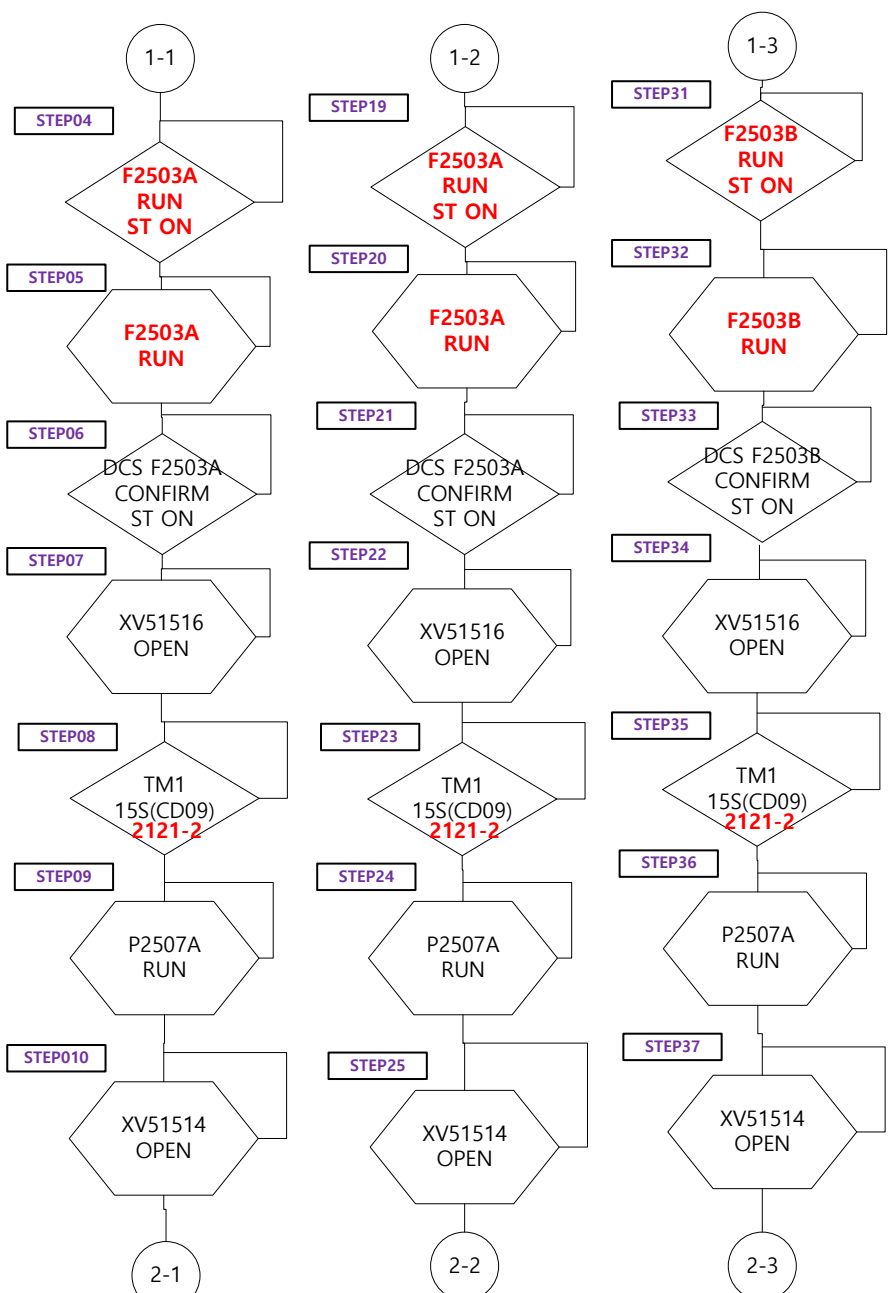 1-1
STEP04
F2503A
RUN
ST ON
STEP05
F2503A
RUN
STEP06
DCS F2503A
CONFIRM
ST ON
STEP07
XV51516
OPEN
STEP08
TM1
15S(CD09)
2121-2
STEP09
P2507A
RUN
STEP010
XV51514
OPEN
2-1
1-2
STEP19
F2503A
RUN
ST ON
STEP20
F2503A
RUN
STEP21
DCS F2503A
CONFIRM
ST ON
STEP22
XV51516
OPEN
STEP23
TM1
15S(CD09)
2121-2
STEP24
P2507A
RUN
STEP25
XV51514
OPEN
2-2
1-3
STEP31
F2503B
RUN
ST ON
STEP32
F2503B
RUN
STEP33
DCS F2503B
CONFIRM
ST ON
STEP34
XV51516
OPEN
STEP35
TM1
15S(CD09)
2121-2
STEP36
P2507A
RUN
STEP37
XV51514
OPEN
2-3